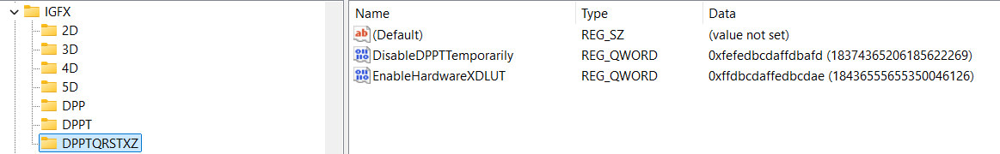 IGFX
2D
3D
4D
5D
DPP
DPPT
DPPTQRSTXZ
Name Type Data
(Default) REG_SZ (value not set)
DisableDPPTTemporarily REG_QWORD 0xfefedbcdaffdbafd (18374365206185622269)
EnableHardwareXDLUT REG_QWORD 0xffdbcdaffedbcdae (18436555655350046126)